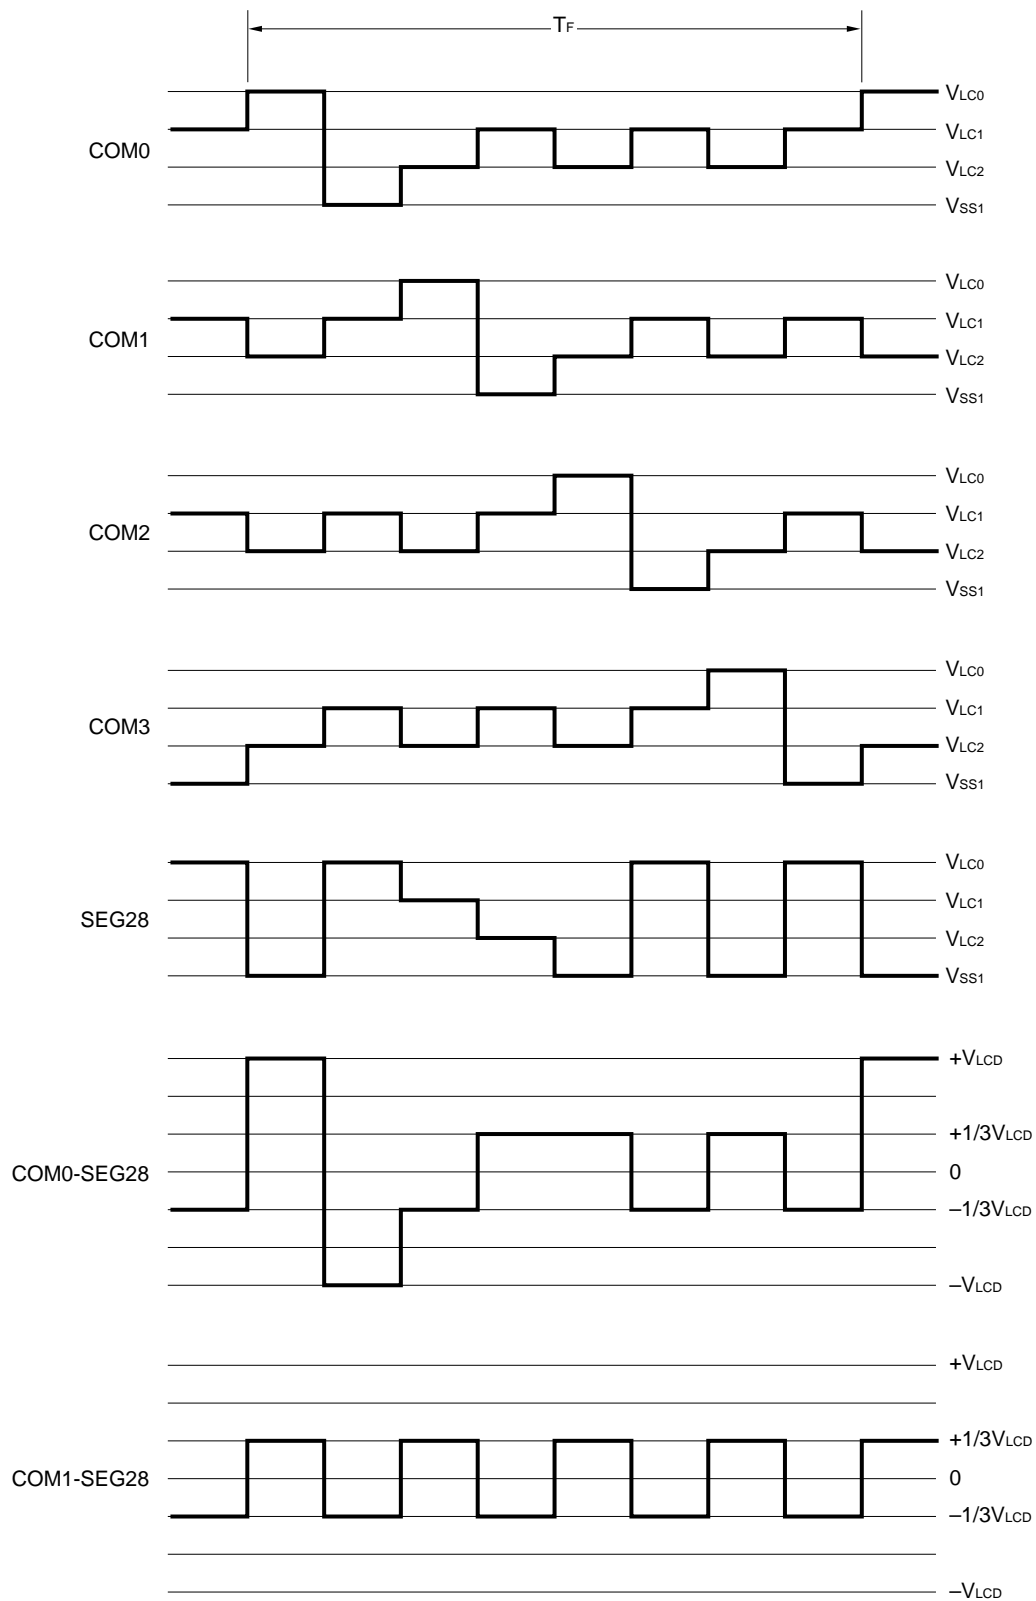 TF
VLC0
VLC1
COM0
VLC2
VSS1
VLC0
VLC1
COM1
VLC2
VSS1
VLC0
VLC1
COM2
VLC2
VSS1
VLC0
VLC1
COM3
VLC2
VSS1
VLC0
VLC1
SEG28
VLC2
VSS1
+VLCD
+1/3VLCD
COM0-SEG28
0
–1/3VLCD
–VLCD
+VLCD
+1/3VLCD
COM1-SEG28
0
–1/3VLCD
–VLCD